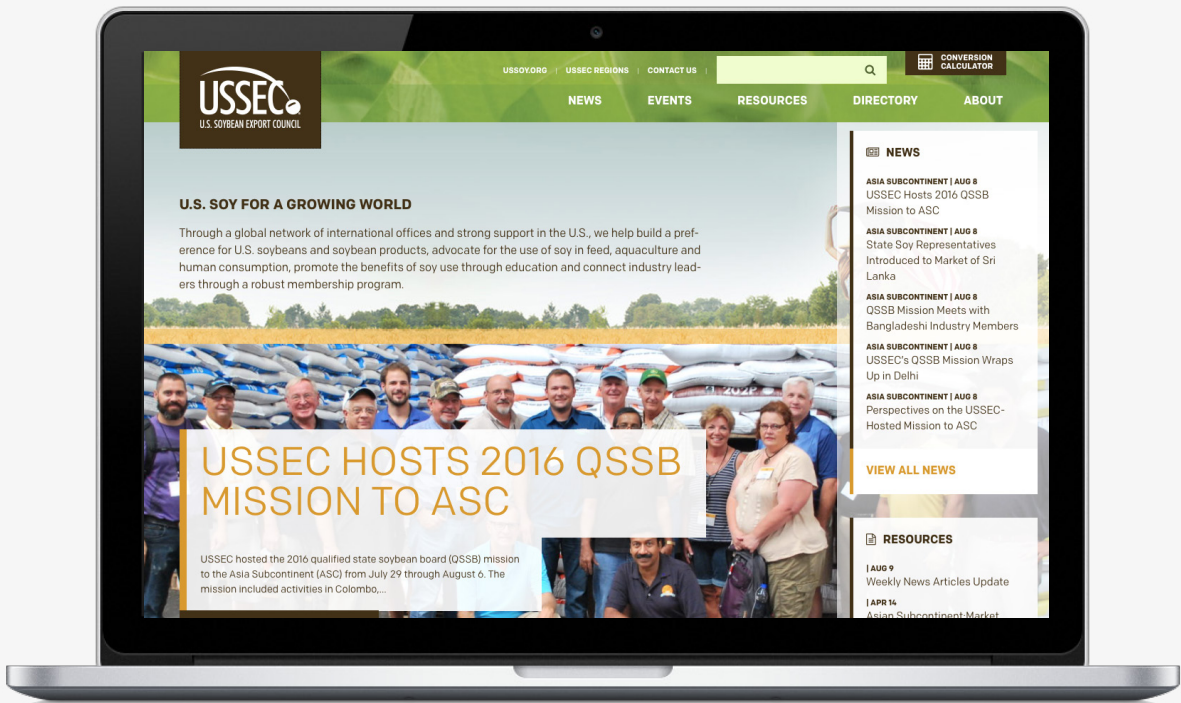 USSEC
U.S. SOYBEAN EXPORT COUNCIL
USSOY.ORG | USSEC REGIONS | CONTACT US |
CONVERSION
CALCULATOR
NEWS EVENTS RESOURCES DIRECTORY ABOUT
U.S. SOY FOR A GROWING WORLD
Through a global network of international offices and strong support in the U.S., we help build a pref-
erence for U.S. soybeans and soybean products, advocate for the use of soy in feed, aquaculture and
human consumption, promote the benefits of soy use through education and connect industry lead-
ers through a robust membership program.
USSEC HOSTS 2016 QSSB
MISSION TO ASC
USSEC hosted the 2016 qualified state soybean board (QSSB) mission
to the Asia Subcontinent (ASC) from July 29 through August 6. The
mission included activities in Colombo,...
NEWS
ASIA SUBCONTINENT | AUG 8
USSEC Hosts 2016 QSSB
Mission to ASC
ASIA SUBCONTINENT | AUG 8
State Soy Representatives
Introduced to Market of Sri
Lanka
ASIA SUBCONTINENT | AUG 8
QSSB Mission Meets with
Bangladeshi Industry Members
ASIA SUBCONTINENT | AUG 8
USSEC's QSSB Mission Wraps
Up in Delhi
ASIA SUBCONTINENT | AUG 8
Perspectives on the USSEC-
Hosted Mission to ASC
VIEW ALL NEWS
RESOURCES
| AUG 9
Weekly News Articles Update
| APR 14
Asian Subcontinent:Market